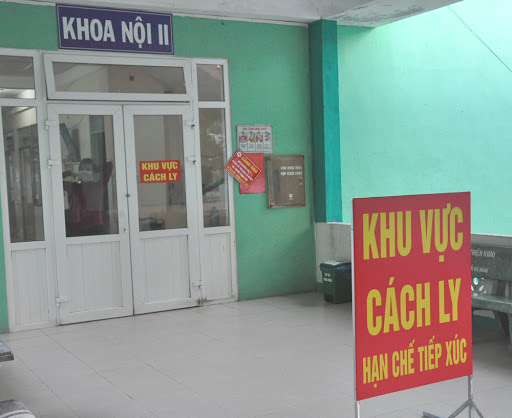 KHOA NỘI II
KHU VỰC
CÁCH LY
KHU VỰC
CÁCH LY
HẠN CHẾ TIẾP XÚC